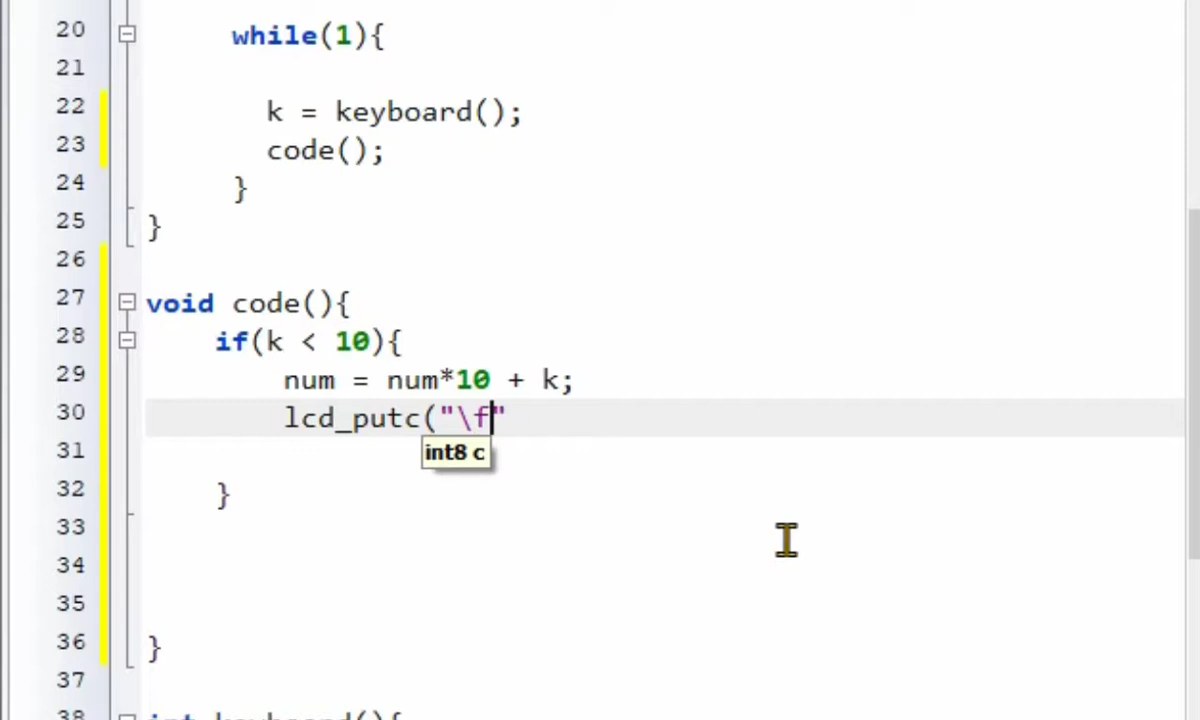 20 while(1){
21
22 k = keyboard();
23 code();
24 }
25 }
26
27 void code(){
28 if(k < 10){
29 num = num*10 + k;
30 lcd_putc("\f"
31 int8 c
32 }
33
34
35
36 }
37
38 int keyboard(){